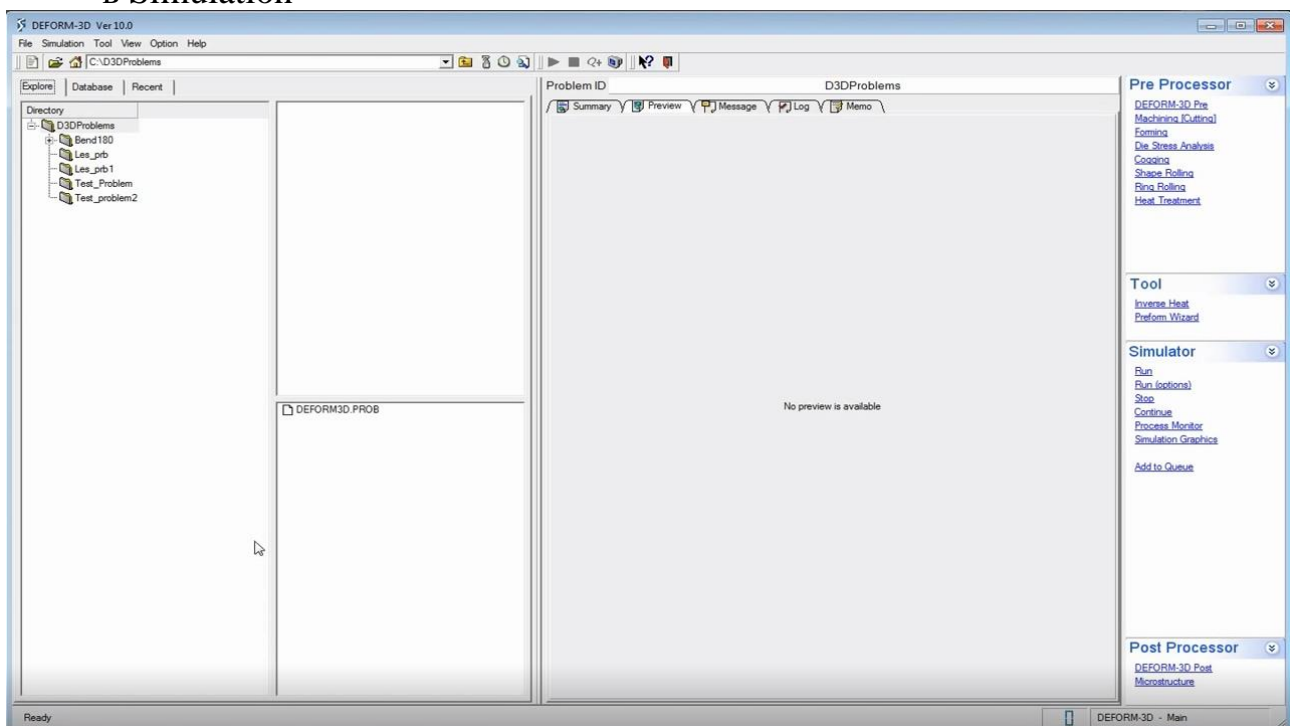 в Simulation
DEFORM-3D Ver 10.0
File Simulation Tool View Option Help
C:\D3DProblems
Explore Database Recent
Directory
D3DProblems
Bend180
Les_prb
Les_prb1
Test_Problem
Test_problem2
DEFORM3D.PROB
Problem ID D3DProblems
Summary Preview Message Log Memo
No preview is available
Pre Processor
DEFORM-3D Pre
Machining [Cutting]
Forming
Die Stress Analysis
Cogging
Shape Rolling
Ring Rolling
Heat Treatment
Tool
Inverse Heat
Preform Wizard
Simulator
Run
Run (options)
Stop
Continue
Process Monitor
Simulation Graphics
Add to Queue
Post Processor
DEFORM-3D Post
Microstructure
Ready
DEFORM-3D - Main